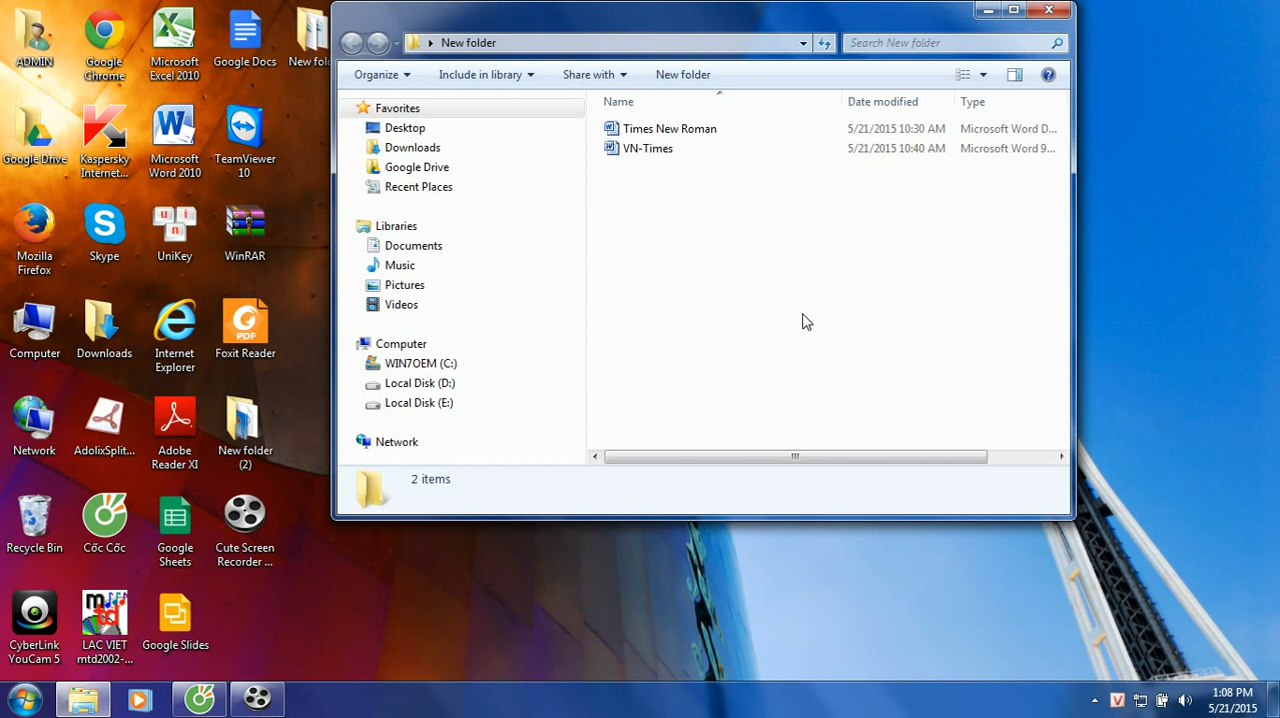 ADMIN
Google
Chrome
Microsoft
Excel 2010
Google Docs
New fol
Google Drive
Kaspersky
Internet...
Microsoft
Word 2010
TeamViewer
10
Mozilla
Firefox
Skype
UniKey
WinRAR
Computer
Downloads
Internet
Explorer
Foxit Reader
Network
AdolixSplit...
Adobe
Reader XI
New folder
(2)
Recycle Bin
Cốc Cốc
Google
Sheets
Cute Screen
Recorder ...
CyberLink
YouCam 5
LAC VIET
mtd2002-...
Google Slides
New folder
Search New folder
Organize
Include in library
Share with
New folder
Name
Date modified
Type
Times New Roman
5/21/2015 10:30 AM
Microsoft Word D...
VN-Times
5/21/2015 10:40 AM
Microsoft Word 9...
Favorites
Desktop
Downloads
Google Drive
Recent Places
Libraries
Documents
Music
Pictures
Videos
Computer
WIN7OEM (C:)
Local Disk (D:)
Local Disk (E:)
Network
2 items
1:08 PM
5/21/2015